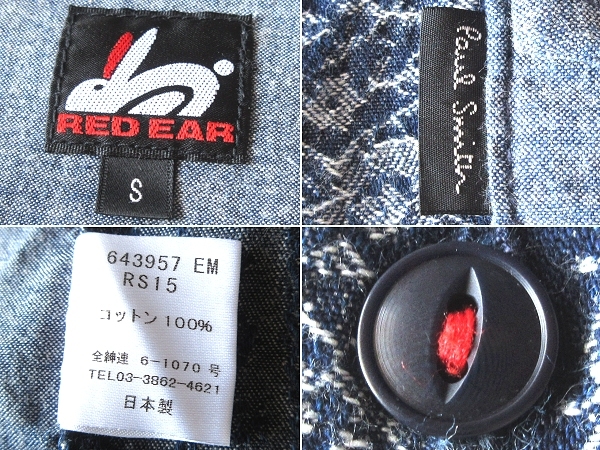 RED EAR
S
Paul Smith
643957 EM
RS15
コットン100%
全紳連 6-1070 号
TEL03-3862-4621
日本製